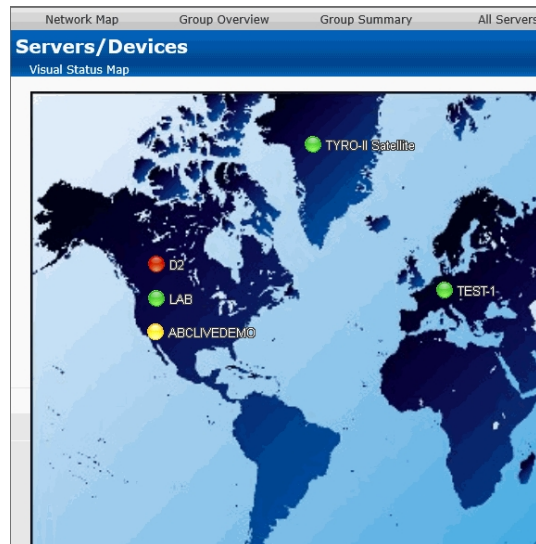 Network Map Group Overview Group Summary All Servers
Servers/Devices
Visual Status Map
TYRO-II Satellite
D2
TEST-1
LAB
ABCLIVEDEMO